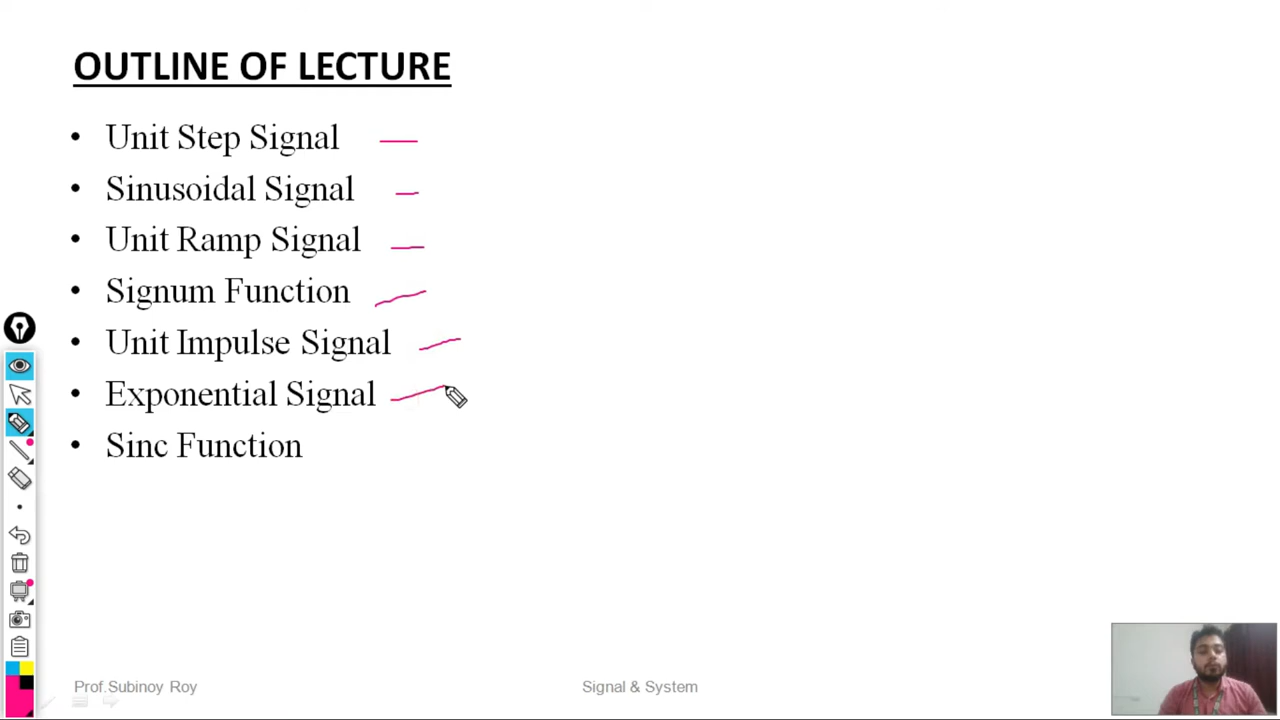 OUTLINE OF LECTURE
• Unit Step Signal
• Sinusoidal Signal
• Unit Ramp Signal
• Signum Function
• Unit Impulse Signal
• Exponential Signal
• Sinc Function
Prof.Subinoy Roy
Signal & System